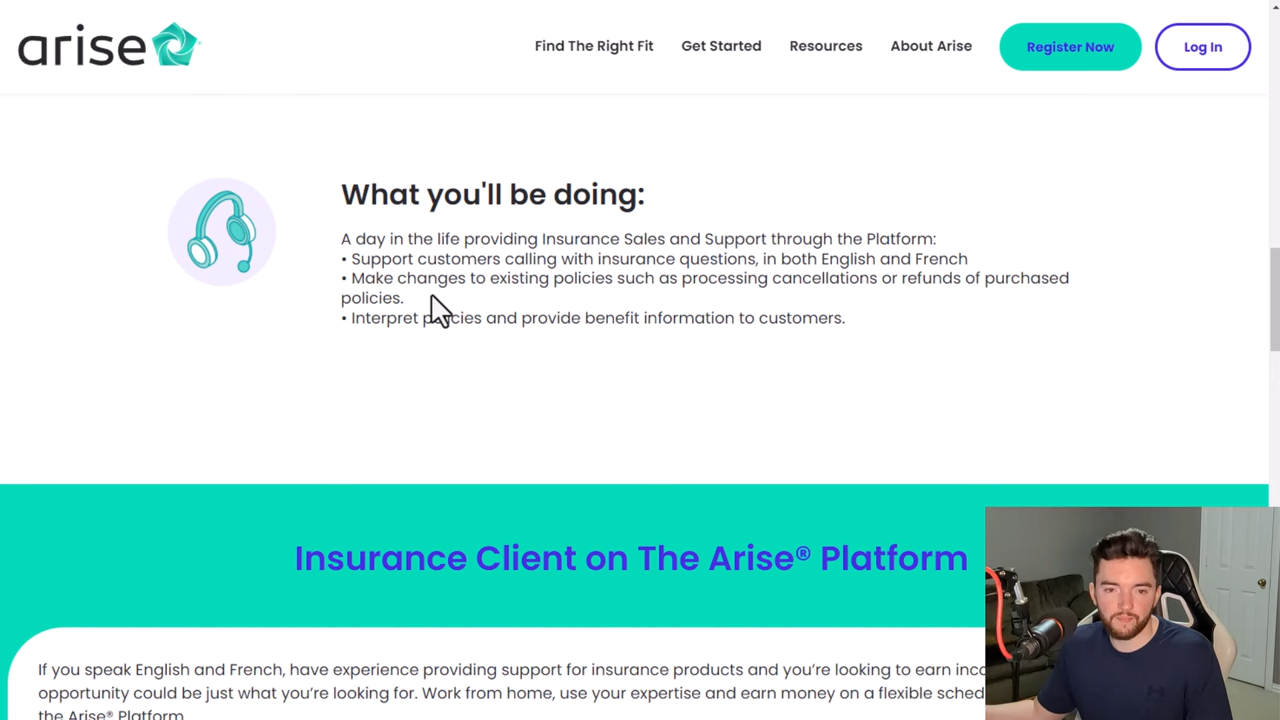 arise
Find The Right Fit
Get Started
Resources
About Arise
Register Now
Log In
What you'll be doing:
A day in the life providing Insurance Sales and Support through the Platform:
• Support customers calling with insurance questions, in both English and French
• Make changes to existing policies such as processing cancellations or refunds of purchased
policies.
• Interpret policies and provide benefit information to customers.
Insurance Client on The Arise® Platform
If you speak English and French, have experience providing support for insurance products and you're looking to earn
opportunity could be just what you're looking for. Work from home, use your expertise and earn money on a flexible
the Arise® Platform